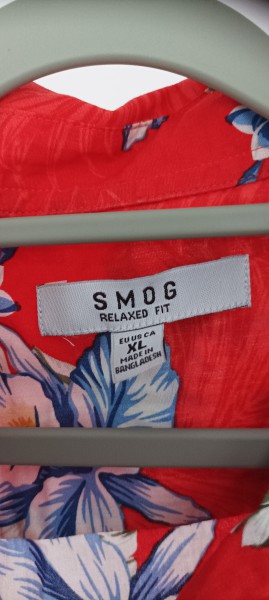 SMOG
RELAXED FIT
EU US CA
XL
MADE IN
BANGLADESH